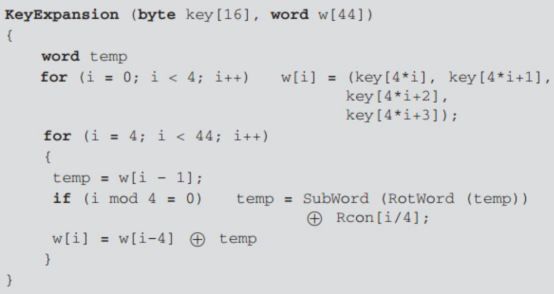 KeyExpansion (byte key[16], word w[44])
{
word temp
for (i = 0; i < 4; i++) w[i] = (key[4*i], key[4*i+1],
key[4*i+2],
key[4*i+3]);
for (i = 4; i < 44; i++)
{
temp = w[i - 1];
if (i mod 4 = 0) temp = SubWord (RotWord (temp))
⊕ Rcon[i/4];
w[i] = w[i-4] ⊕ temp
}
}